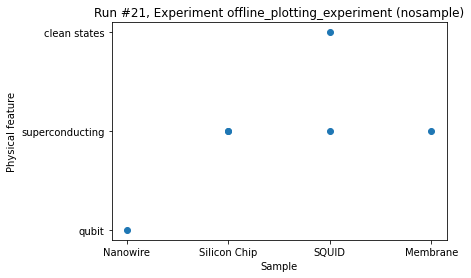 Run #21, Experiment offline_plotting_experiment (nosample)
clean states
superconducting
qubit
Physical feature
Nanowire Silicon Chip SQUID Membrane
Sample